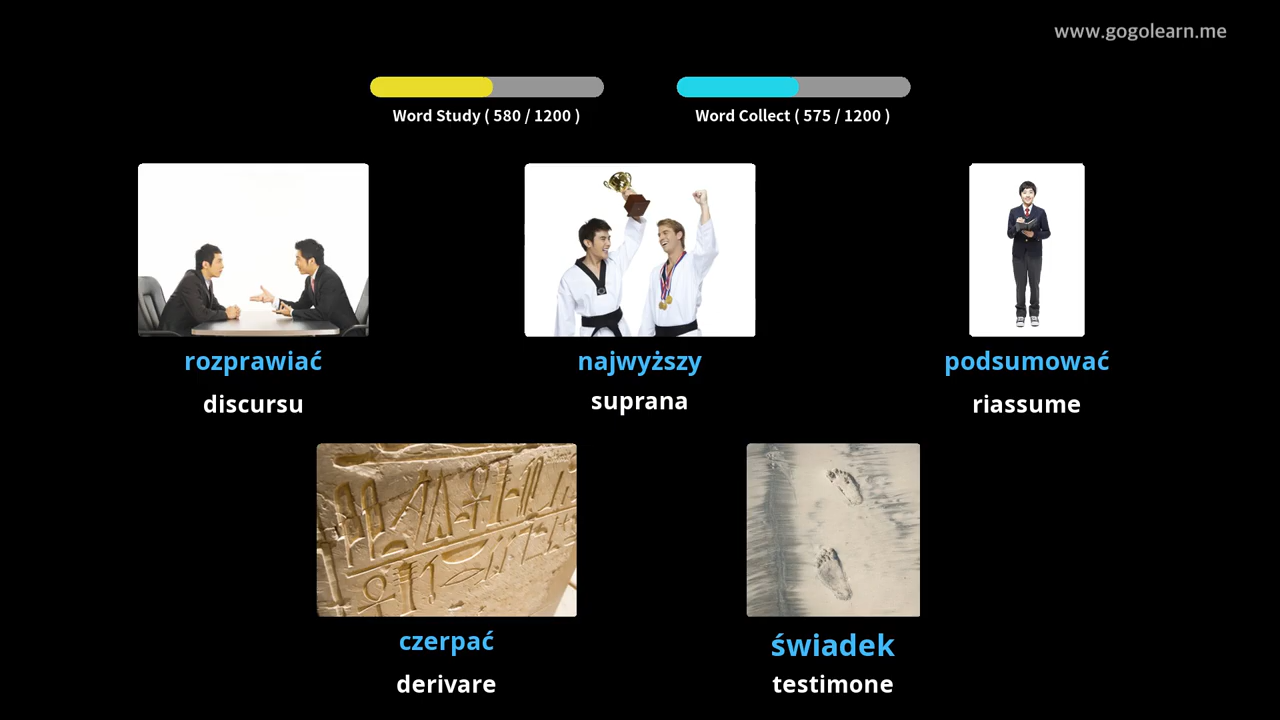 www.gogolearn.me
Word Study ( 580 / 1200 )
Word Collect ( 575 / 1200 )
rozprawiać
discursu
najwyższy
suprana
podsumować
riassume
czerpać
derivare
świadek
testimone